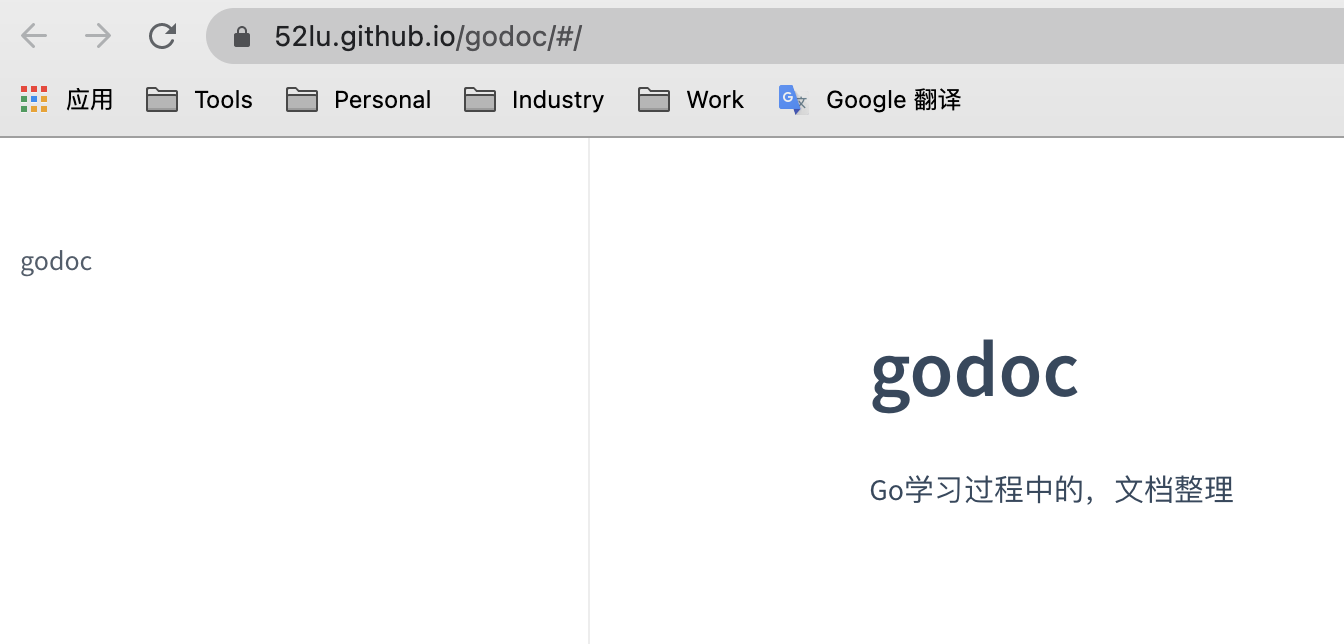 52lu.github.io/godoc/#/
应用 Tools Personal Industry Work Google 翻译
godoc
godoc
Go学习过程中的，文档整理